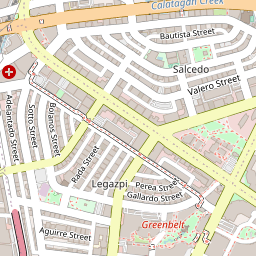 Calatagan Creek
Bautista Street
Salcedo
Valero Street
Adelantado Street
Sotto Street
Bolanos Street
Rada Street
Legazpi
Perea Street
Gallardo Street
Greenbelt
Aguirre Street